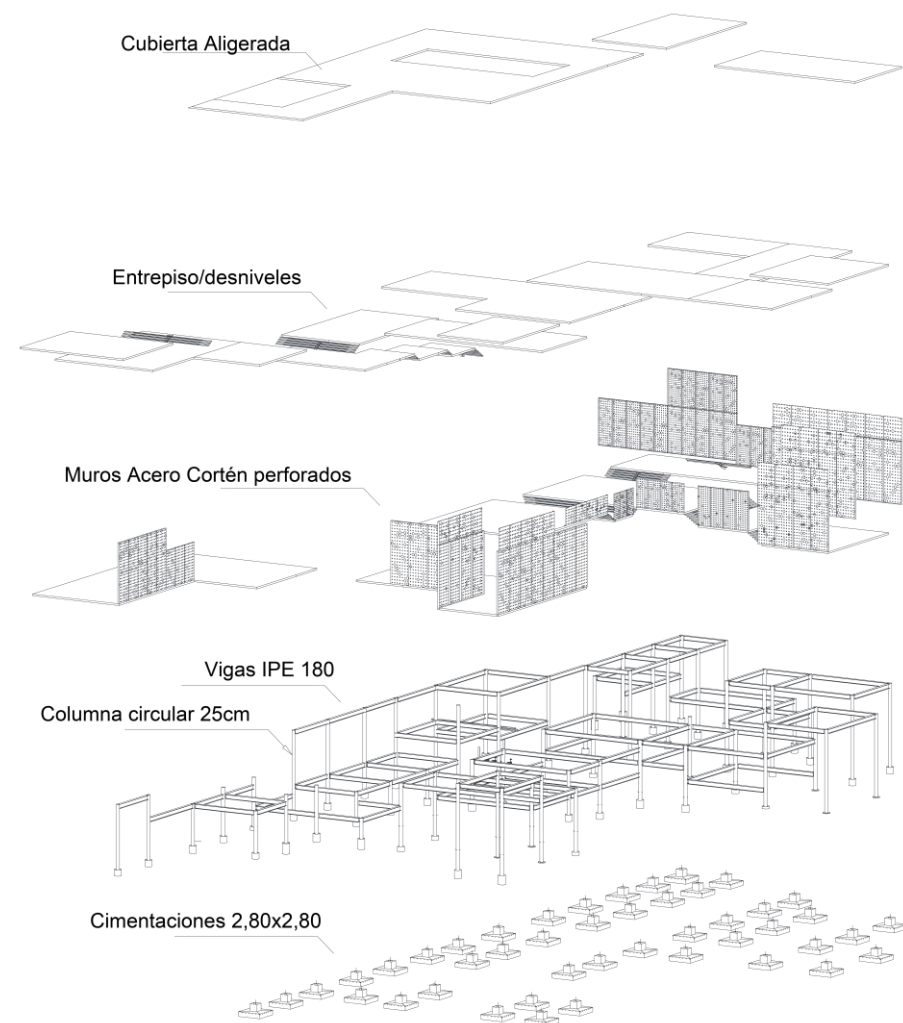 Cubierta Aligerada
Entrepiso/desniveles
Muros Acero Cortén perforados
Vigas IPE 180
Columna circular 25cm
Cimentaciones 2,80x2,80